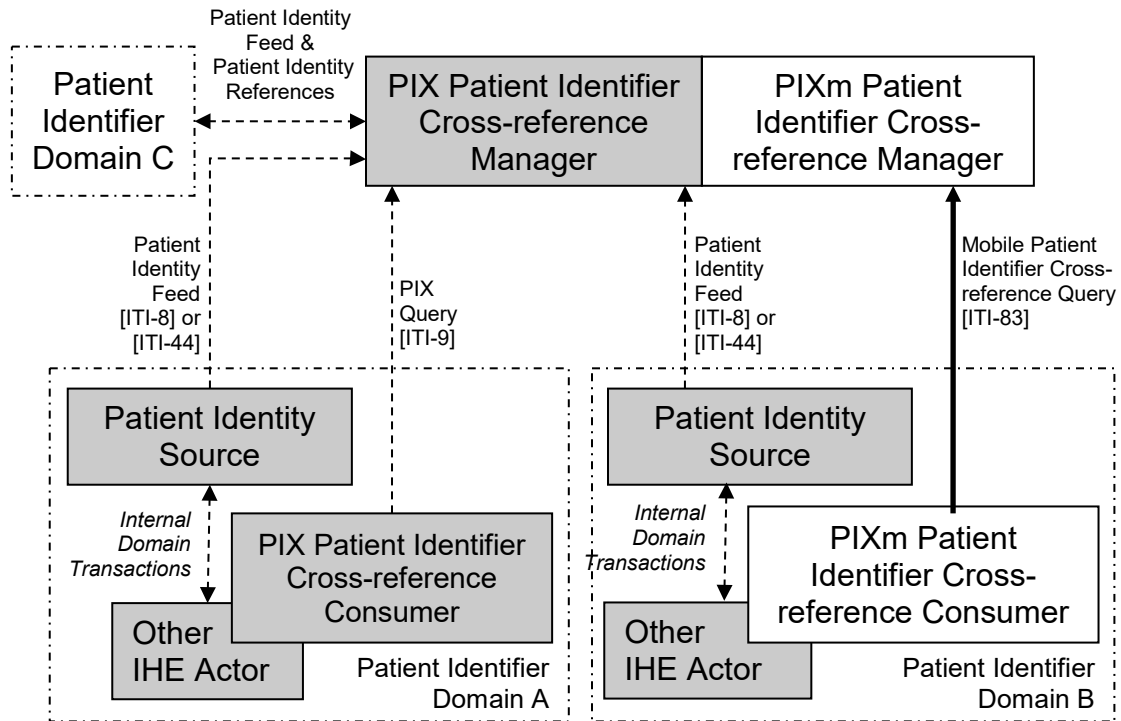 Patient Identity
Feed &
Patient Identity
References
Patient
Identifier
Domain C
PIX Patient Identifier
Cross-reference
Manager
PIXm Patient
Identifier Cross-
reference Manager
Patient
Identity
Feed
[ITI-8] or
[ITI-44]
PIX
Query
[ITI-9]
Patient
Identity
Feed
[ITI-8] or
[ITI-44]
Mobile Patient
Identifier Cross-
reference Query
[ITI-83]
Patient Identity
Source
Internal
Domain
Transactions
PIX Patient Identifier
Cross-reference
Consumer
Other
IHE Actor
Patient Identifier
Domain A
Patient Identity
Source
Internal
Domain
Transactions
PIXm Patient
Identifier Cross-
reference Consumer
Other
IHE Actor
Patient Identifier
Domain B